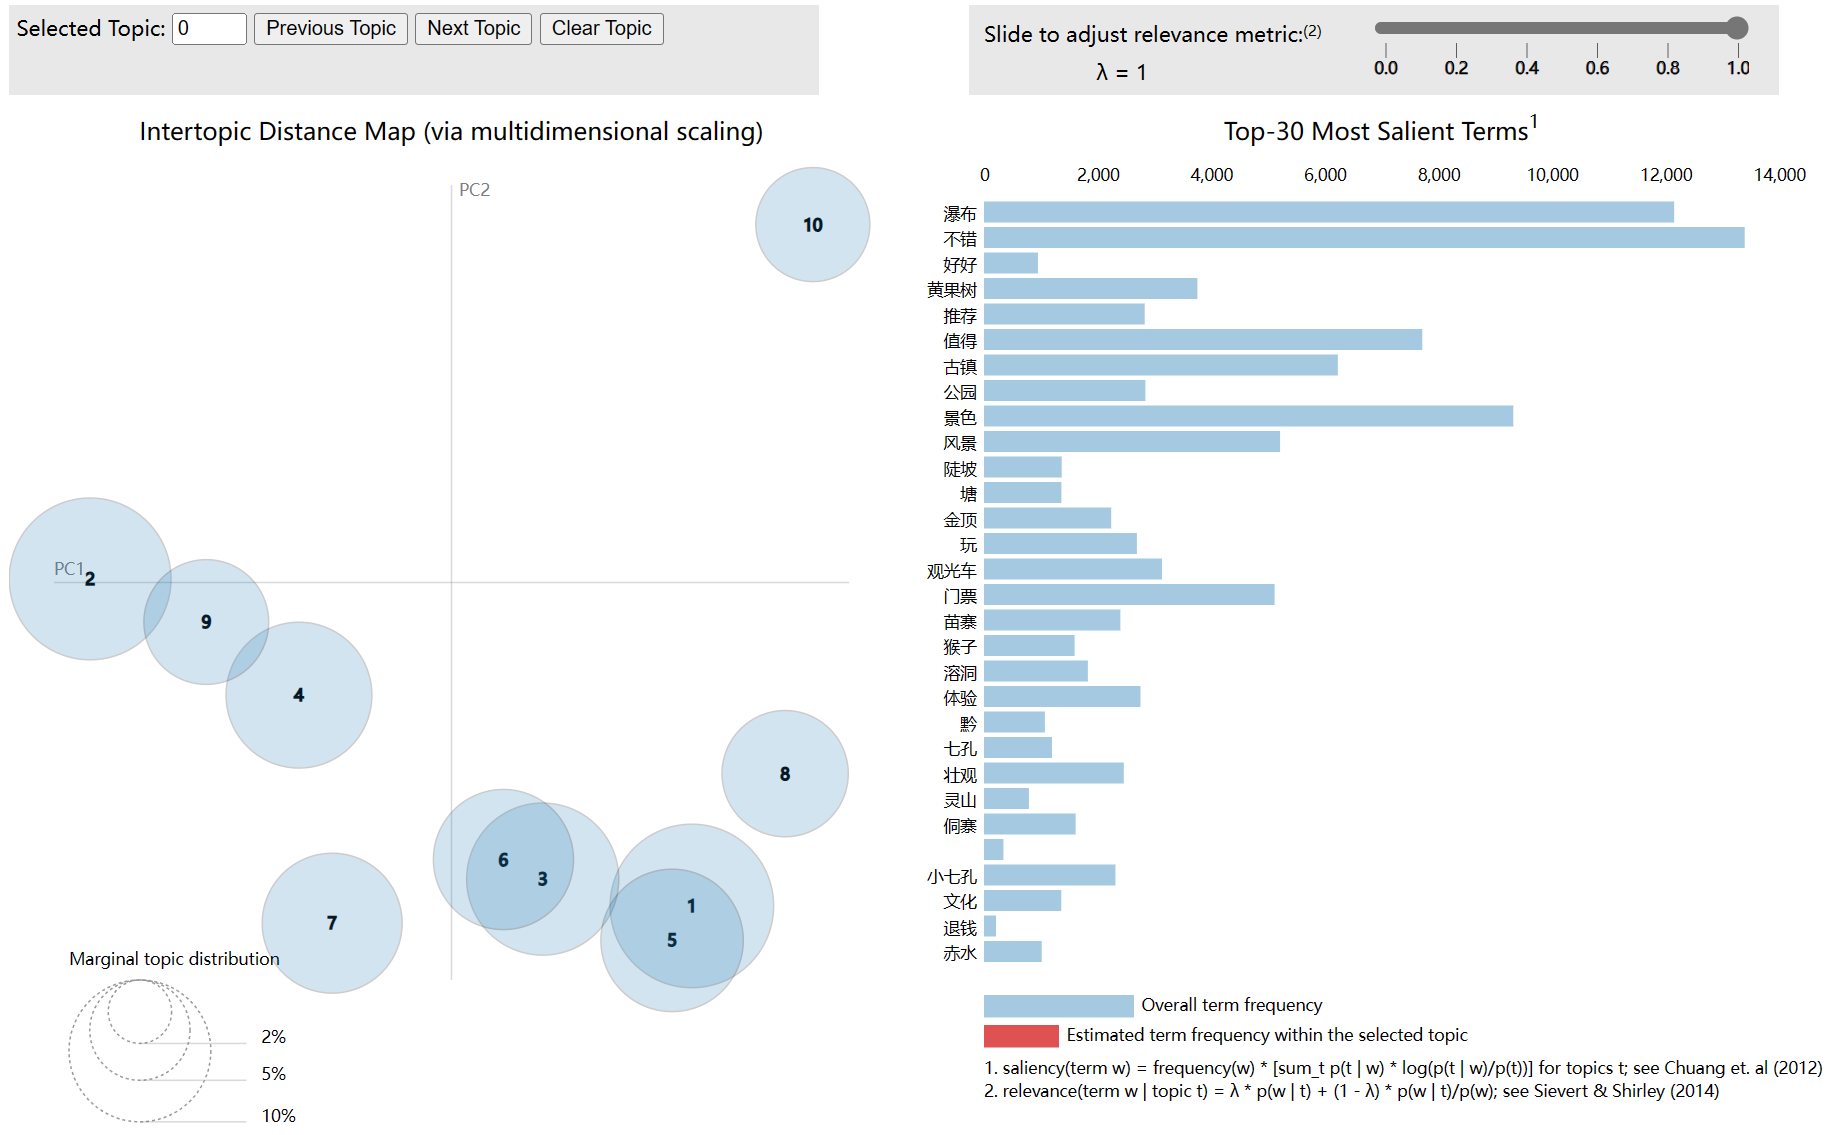 Selected Topic: 0 Previous Topic Next Topic Clear Topic
Slide to adjust relevance metric:(2)
λ = 1
0.0 0.2 0.4 0.6 0.8 1.0
Intertopic Distance Map (via multidimensional scaling)
PC2
PC1
10
2
9
4
8
6
3
1
5
7
Marginal topic distribution
2%
5%
10%
Top-30 Most Salient Terms1
0 2,000 4,000 6,000 8,000 10,000 12,000 14,000
瀑布
不错
好好
黄果树
推荐
值得
古镇
公园
景色
风景
陡坡
塘
金顶
玩
观光车
门票
苗寨
猴子
溶洞
体验
黔
七孔
壮观
灵山
侗寨
小七孔
文化
退钱
赤水
Overall term frequency
Estimated term frequency within the selected topic
1. saliency(term w) = frequency(w) * [sum_t p(t | w) * log(p(t | w)/p(t))] for topics t; see Chuang et. al (2012)
2. relevance(term w | topic t) = λ * p(w | t) + (1 - λ) * p(w | t)/p(w); see Sievert & Shirley (2014)